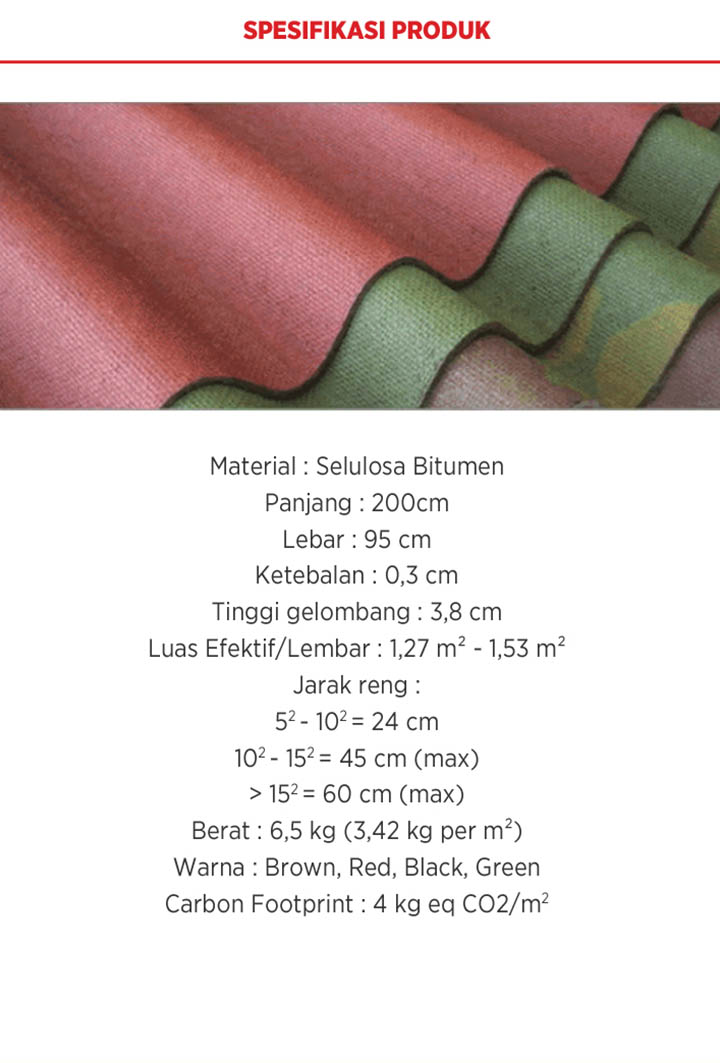 SPESIFIKASI PRODUK
Material : Selulosa Bitumen
Panjang : 200cm
Lebar : 95 cm
Ketebalan : 0,3 cm
Tinggi gelombang : 3,8 cm
Luas Efektif/Lembar : 1,27 m² - 1,53 m²
Jarak reng :
5² - 10² = 24 cm
10² - 15² = 45 cm (max)
> 15² = 60 cm (max)
Berat : 6,5 kg (3,42 kg per m²)
Warna : Brown, Red, Black, Green
Carbon Footprint : 4 kg eq CO2/m²